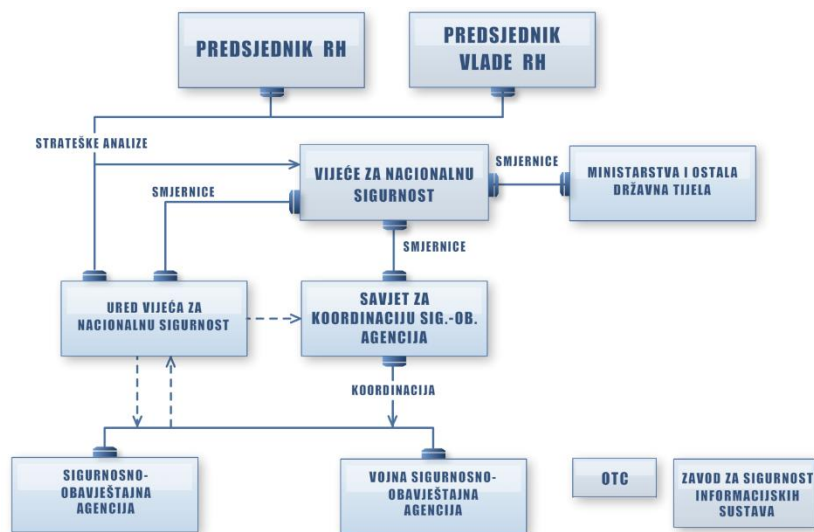 PREDSJEDNIK RH
PREDSJEDNIK
VLADE RH
STRATEŠKE ANALIZE
SMJERNICE
VIJEĆE ZA NACIONALNU
SIGURNOST
SMJERNICE
MINISTARSTVA I OSTALA
DRŽAVNA TIJELA
SMJERNICE
URED VIJEĆA ZA
NACIONALNU SIGURNOST
SAVJET ZA
KOORDINACIJU SIG.-OB.
AGENCIJA
KOORDINACIJA
SIGURNOSNO-
OBAVJEŠTAJNA
AGENCIJA
VOJNA SIGURNOSNO-
OBAVJEŠTAJNA
AGENCIJA
OTC
ZAVOD ZA SIGURNOST
INFORMACIJSKIH
SUSTAVA